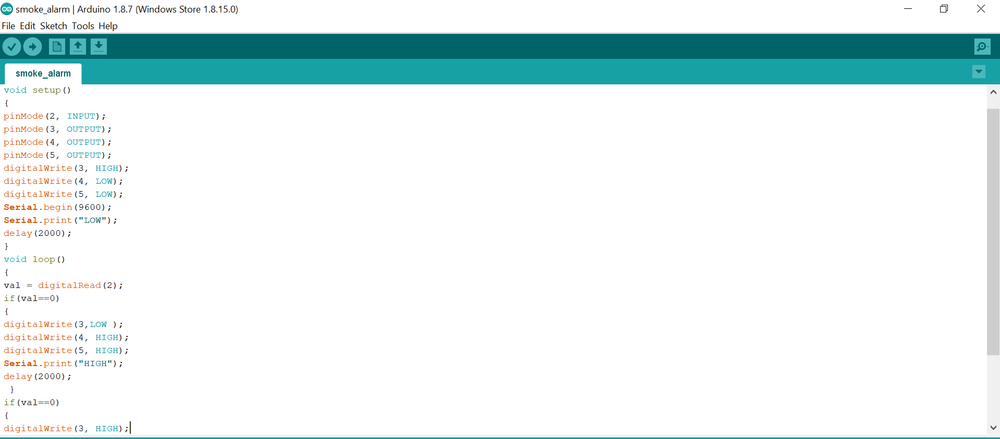 smoke_alarm | Arduino 1.8.7 (Windows Store 1.8.15.0)
File Edit Sketch Tools Help
smoke_alarm
void setup()
{
pinMode(2, INPUT);
pinMode(3, OUTPUT);
pinMode(4, OUTPUT);
pinMode(5, OUTPUT);
digitalWrite(3, HIGH);
digitalWrite(4, LOW);
digitalWrite(5, LOW);
Serial.begin(9600);
Serial.print("LOW");
delay(2000);
}
void loop()
{
val = digitalRead(2);
if(val==0)
{
digitalWrite(3,LOW );
digitalWrite(4, HIGH);
digitalWrite(5, HIGH);
Serial.print("HIGH");
delay(2000);
 }
if(val==0)
{
digitalWrite(3, HIGH);